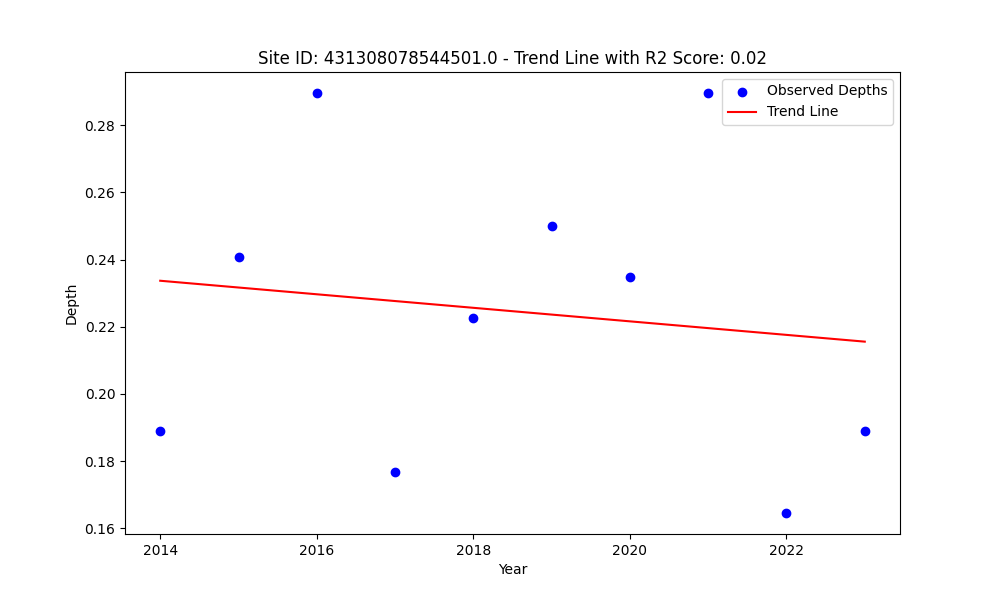 Site ID: 431308078544501.0 - Trend Line with R2 Score: 0.02
Observed Depths
Trend Line
0.28
0.26
0.24
0.22
0.20
0.18
0.16
Depth
2014
2016
2018
2020
2022
Year